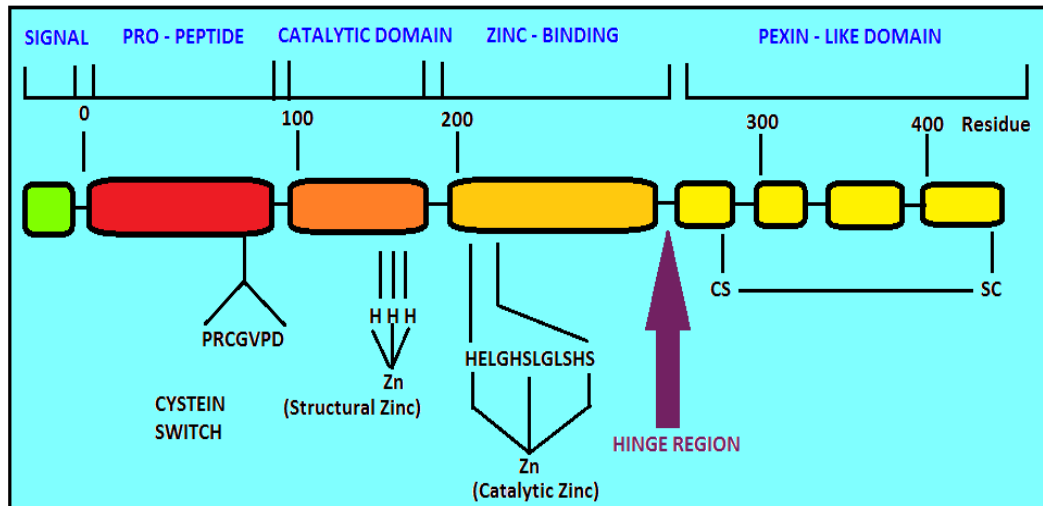 SIGNAL PRO - PEPTIDE CATALYTIC DOMAIN ZINC - BINDING PEXIN - LIKE DOMAIN
0 100 200 300 400 Residue
CS SC
H H H
PRCGVPD HELGHSLGLSHS
Zn
(Structural Zinc)
CYSTEIN
SWITCH
HINGE REGION
Zn
(Catalytic Zinc)